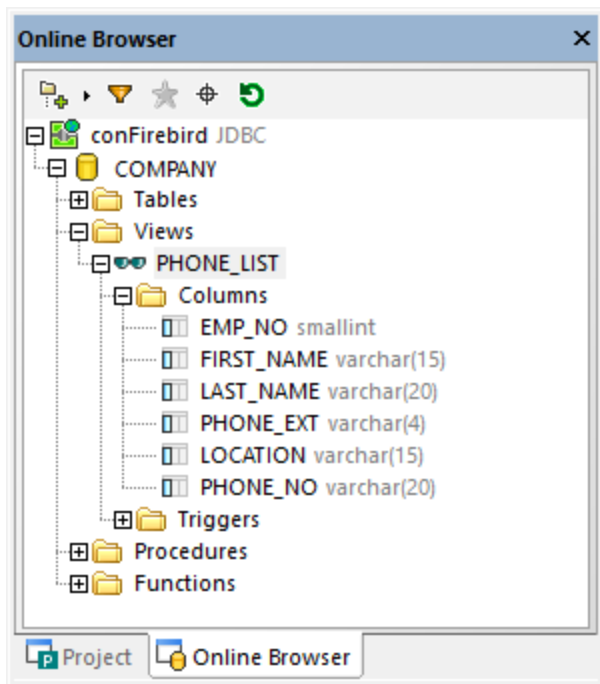 Online Browser
conFirebird JDBC
COMPANY
Tables
Views
PHONE_LIST
Columns
EMP_NO smallint
FIRST_NAME varchar(15)
LAST_NAME varchar(20)
PHONE_EXT varchar(4)
LOCATION varchar(15)
PHONE_NO varchar(20)
Triggers
Procedures
Functions
Project Online Browser